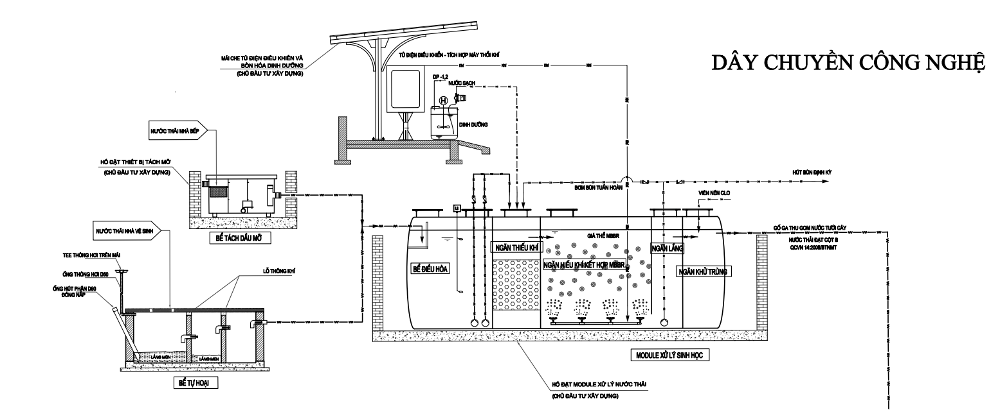 DÂY CHUYỀN CÔNG NGHỆ
MÁI CHE TỦ ĐIỆN ĐIỀU KHIỂN VÀ
BỒN HÓA DINH DƯỠNG
(CHỦ ĐẦU TƯ XÂY DỰNG)
TỦ ĐIỆN ĐIỀU KHIỂN - TÍCH HỢP MÁY THỔI KHÍ
DP -1,2
NƯỚC SẠCH
H
DINH DƯỠNG
NƯỚC THẢI NHÀ BẾP
HỐ ĐẶT THIẾT BỊ TÁCH MỠ
(CHỦ ĐẦU TƯ XÂY DỰNG)
BỂ TÁCH DẦU MỠ
HÚT BÙN ĐỊNH KỲ
BƠM BÙN TUẦN HOÀN
VIÊN NÉN CLO
LS
NƯỚC THẢI NHÀ VỆ SINH
TEE THÔNG HƠI TRÊN MÁI
ỐNG THÔNG HƠI D50
ỐNG HÚT PHÂN D90
ĐÓNG NẮP
LỖ THÔNG KHÍ
LẮNG MÙN
LẮNG MÙN
BỂ TỰ HOẠI
BỂ ĐIỀU HÒA
NGĂN THIẾU KHÍ
GIÁ THỂ MBBR
NGĂN HIẾU KHÍ KẾT HỢP MBBR
NGĂN LẮNG
NGĂN KHỬ TRÙNG
GỐ GA THU GOM NƯỚC TƯỚI CÂY
NƯỚC THẢI ĐẠT CỘT B
QCVN 14:2008/BTNMT
MODULE XỬ LÝ SINH HỌC
HỐ ĐẶT MODULE XỬ LÝ NƯỚC THẢI
(CHỦ ĐẦU TƯ XÂY DỰNG)